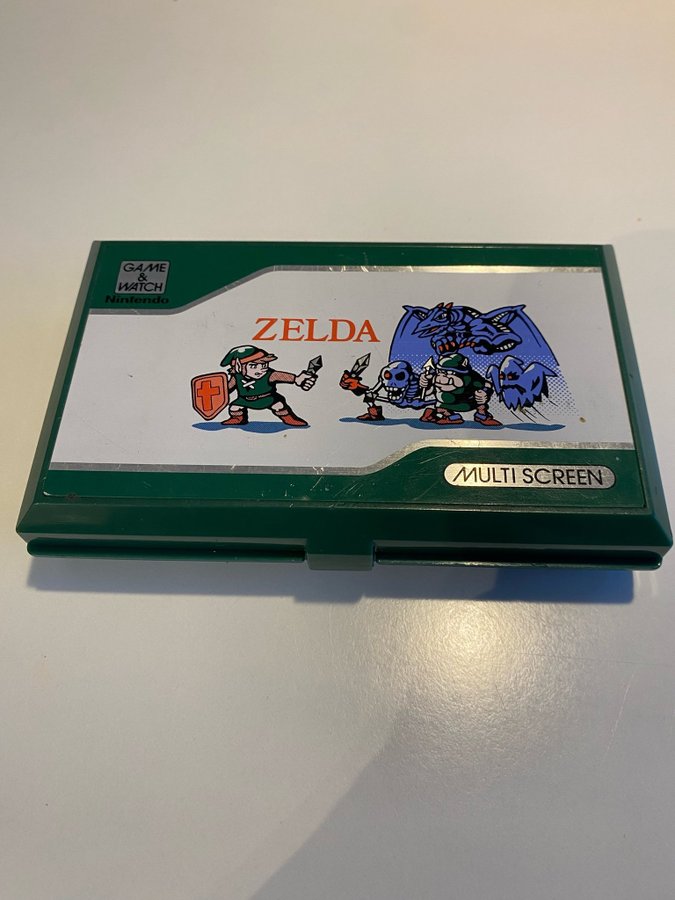 GAME
&
WATCH
Nintendo
ZELDA
MULTI SCREEN